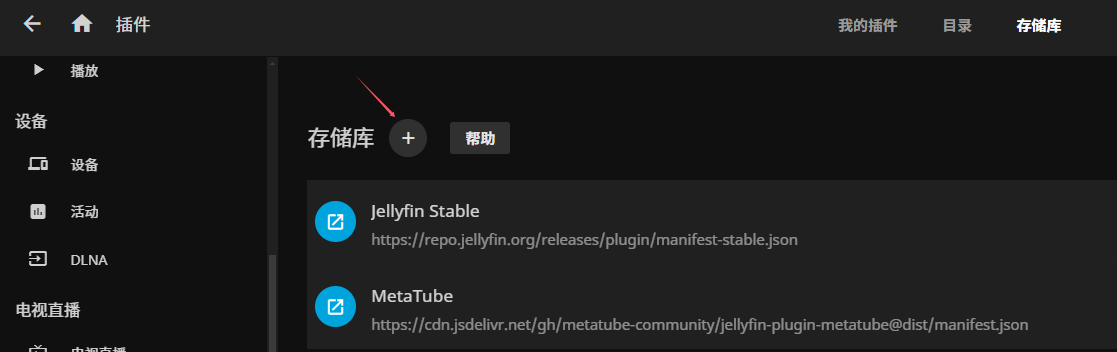 插件
我的插件 目录 存储库
播放
设备
设备
活动
DLNA
电视直播
电视直播
存储库 + 帮助
Jellyfin Stable
https://repo.jellyfin.org/releases/plugin/manifest-stable.json
MetaTube
https://cdn.jsdelivr.net/gh/metatube-community/jellyfin-plugin-metatube@dist/manifest.json